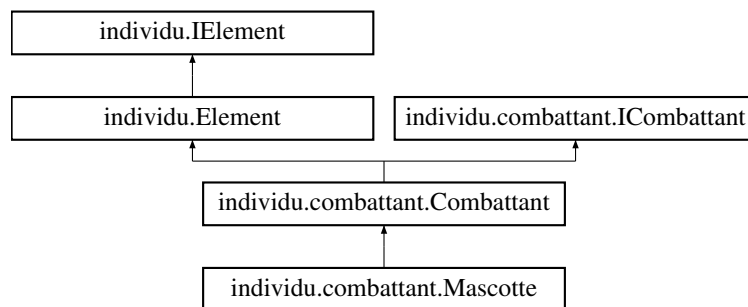 individu.IElement
individu.Element
individu.combattant.ICombattant
individu.combattant.Combattant
individu.combattant.Mascotte